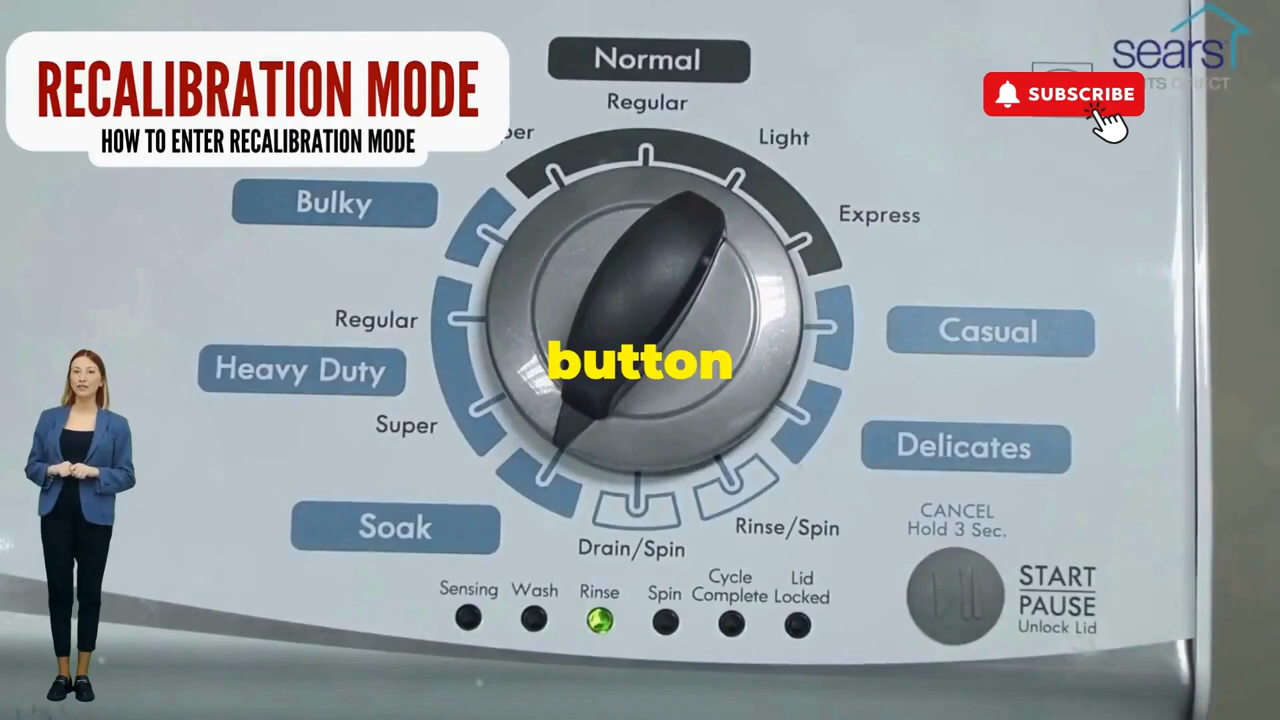 RECALIBRATION MODE
HOW TO ENTER RECALIBRATION MODE
sears
DIRECT
SUBSCRIBE
Normal
Regular
Light
Express
Bulky
Regular
Heavy Duty
Super
Soak
Casual
Delicates
button
Rinse/Spin
Drain/Spin
CANCEL
Hold 3 Sec.
START
PAUSE
Unlock Lid
Sensing
Wash
Rinse
Spin
Cycle
Complete
Lid
Locked